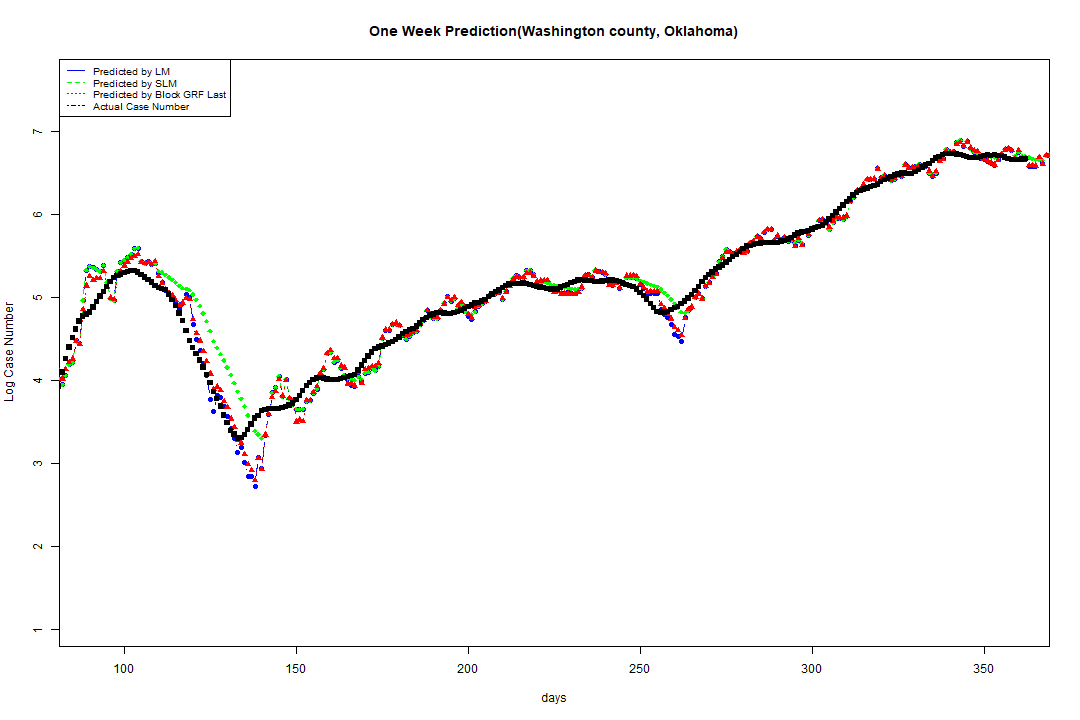 One Week Prediction(Washington county, Oklahoma)
Predicted by LM
Predicted by SLM
Predicted by Block GRF Last
Actual Case Number
7
6
5
4
3
2
1
Log Case Number
100 150 200 250 300 350
days